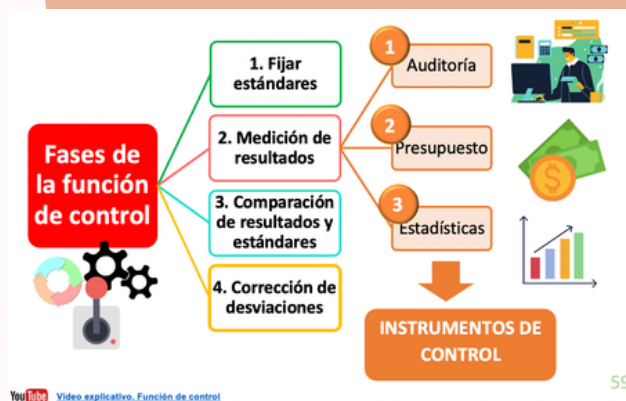 Fases de
la función
de control
1. Fijar
estándares
2. Medición de
resultados
3. Comparación
de resultados y
estándares
4. Corrección de
desviaciones
1
Auditoría
2
Presupuesto
3
Estadísticas
$
INSTRUMENTOS DE
CONTROL
59
YouTube Video explicativo. Función de control